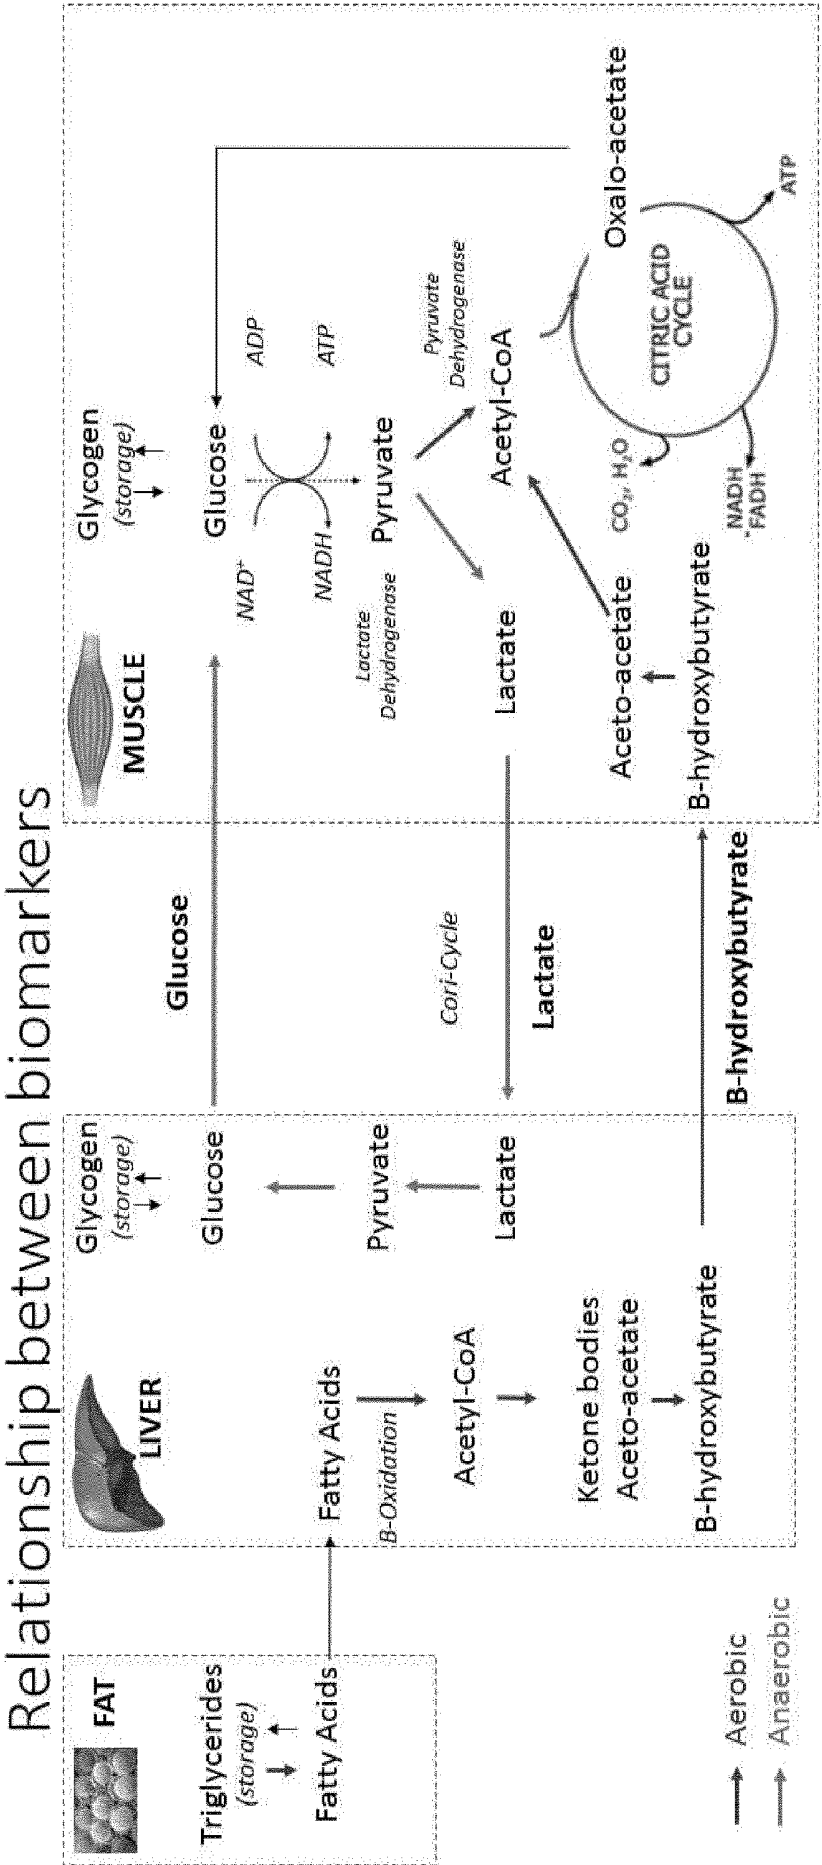 Relationship between biomarkers
FAT
Triglycerides
(storage)
Fatty Acids
LIVER
Fatty Acids
B-Oxidation
Acetyl-CoA
Ketone bodies
Aceto-acetate
B-hydroxybutyrate
Glycogen
(storage)
Glucose
Pyruvate
Lactate
Glucose
Cori-Cycle
Lactate
B-hydroxybutyrate
MUSCLE
Glycogen
(storage)
Glucose
NAD⁺
ADP
NADH
ATP
Lactate
Dehydrogenase
Pyruvate
Pyruvate
Dehydrogenase
Lactate
Acetyl-CoA
Aceto-acetate
B-hydroxybutyrate
Oxalo-acetate
CITRIC ACID
CYCLE
CO₂, H₂O
NADH
FADH
ATP
Aerobic
Anaerobic